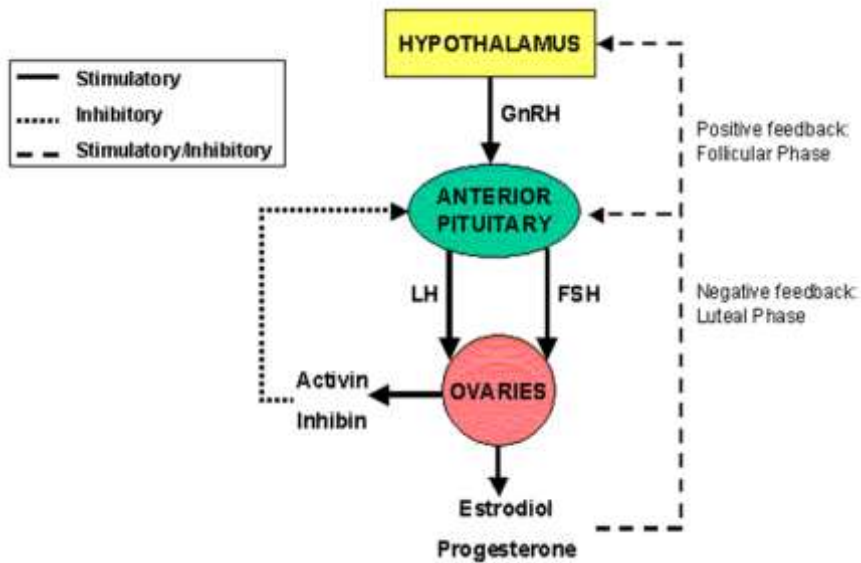 HYPOTHALAMUS
Stimulatory
Inhibitory
Stimulatory/Inhibitory
GnRH
Positive feedback:
Follicular Phase
ANTERIOR
PITUITARY
LH
FSH
Negative feedback:
Luteal Phase
Activin
Inhibin
OVARIES
Estrodiol
Progesterone